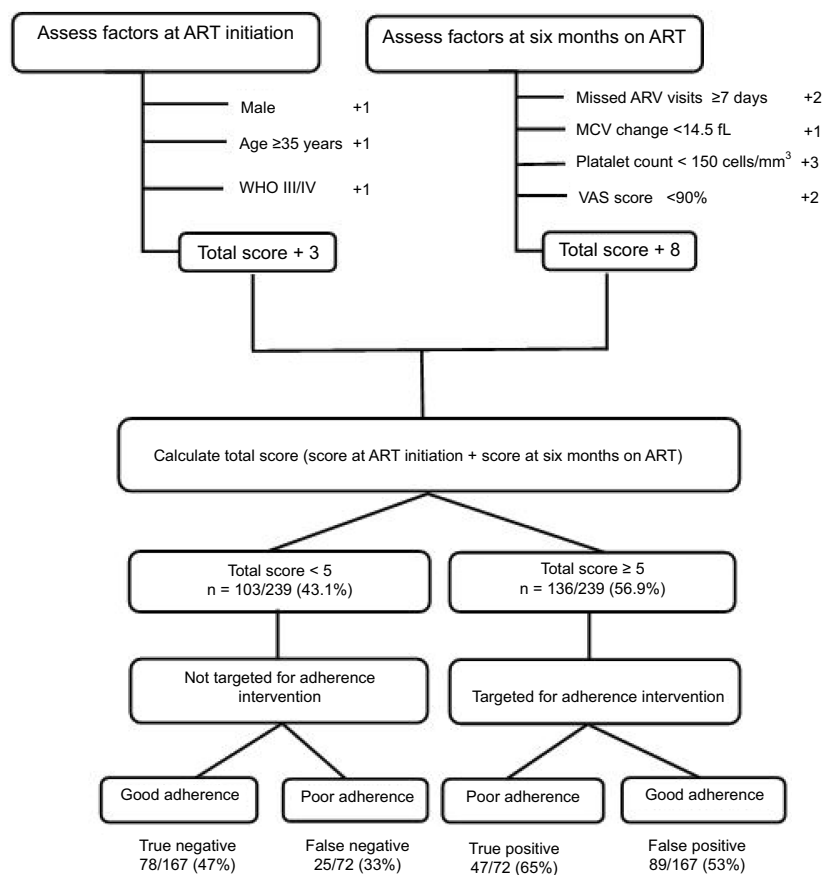 Assess factors at ART initiation
Male +1
Age ≥35 years +1
WHO III/IV +1
Total score + 3
Assess factors at six months on ART
Missed ARV visits ≥7 days +2
MCV change <14.5 fL +1
Platalet count < 150 cells/mm³ +3
VAS score <90% +2
Total score + 8
Calculate total score (score at ART initiation + score at six months on ART)
Total score < 5
n = 103/239 (43.1%)
Total score ≥ 5
n = 136/239 (56.9%)
Not targeted for adherence
intervention
Targeted for adherence intervention
Good adherence
True negative
78/167 (47%)
Poor adherence
False negative
25/72 (33%)
Poor adherence
True positive
47/72 (65%)
Good adherence
False positive
89/167 (53%)